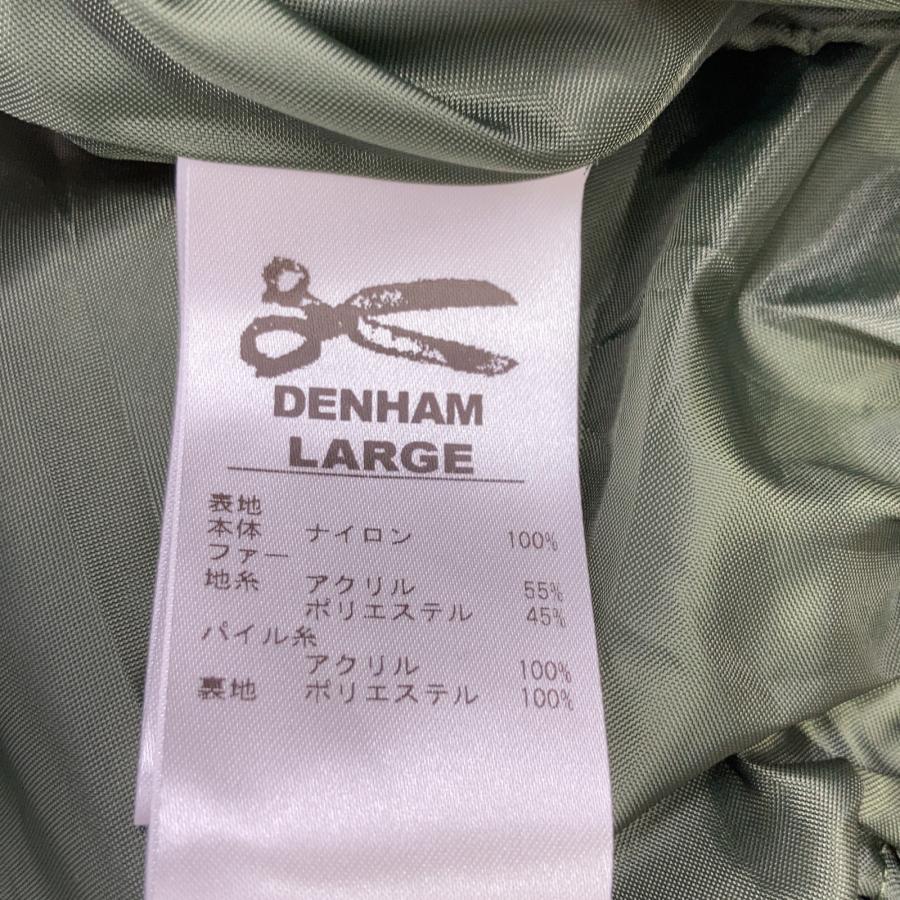 DENHAM
LARGE
表地
本体 ナイロン 100%
ファー
地糸 アクリル 55%
ポリエステル 45%
パイル糸
アクリル 100%
裏地 ポリエステル 100%